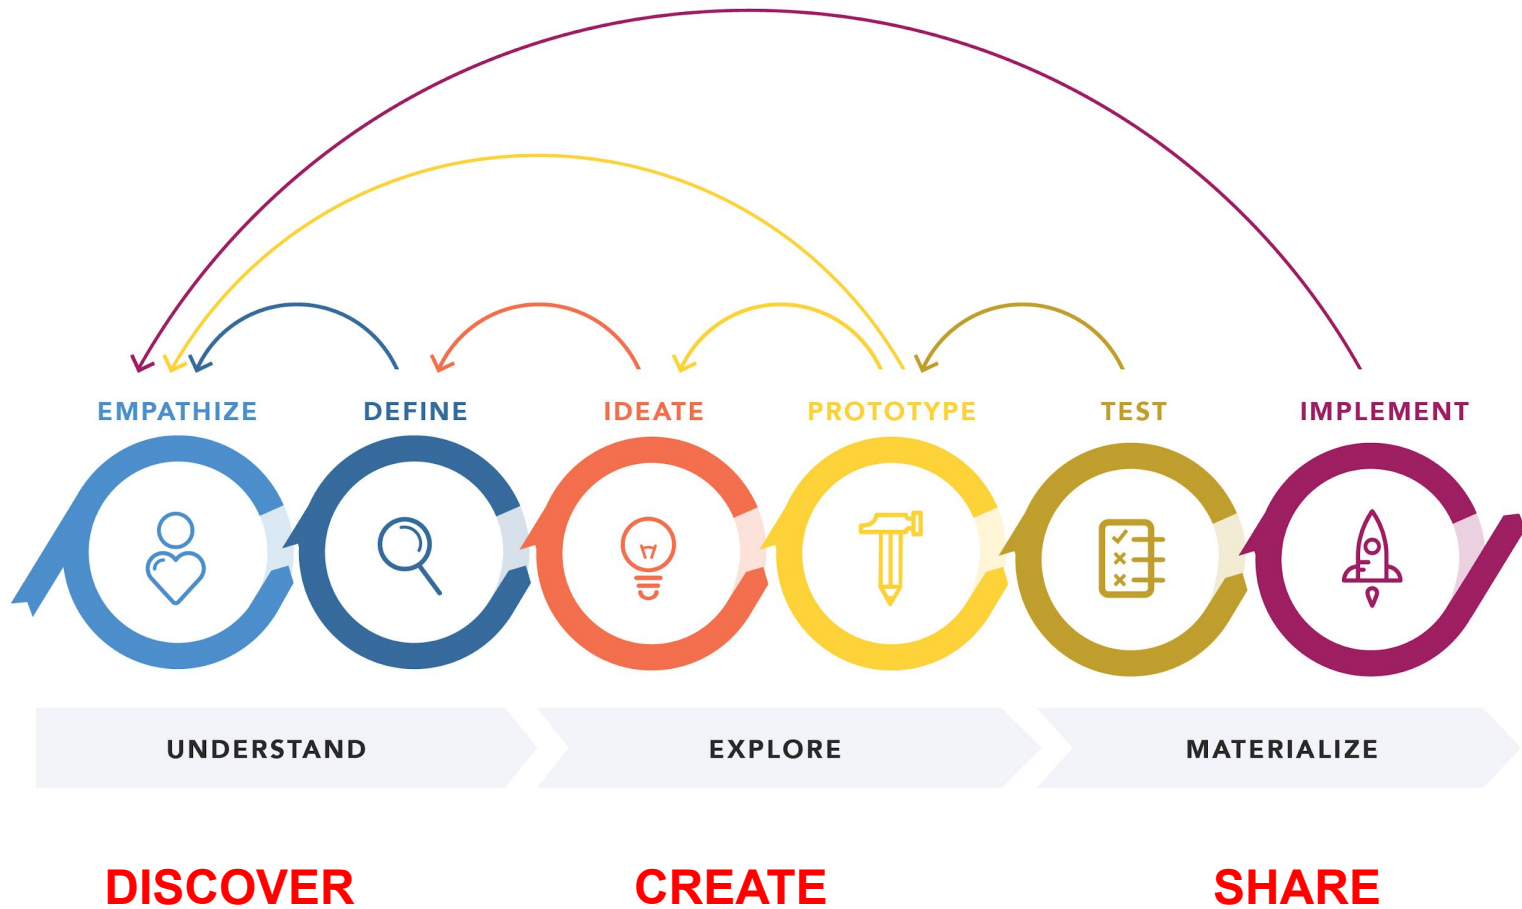 EMPATHIZE DEFINE IDEATE PROTOTYPE TEST IMPLEMENT
UNDERSTAND EXPLORE MATERIALIZE
DISCOVER CREATE SHARE